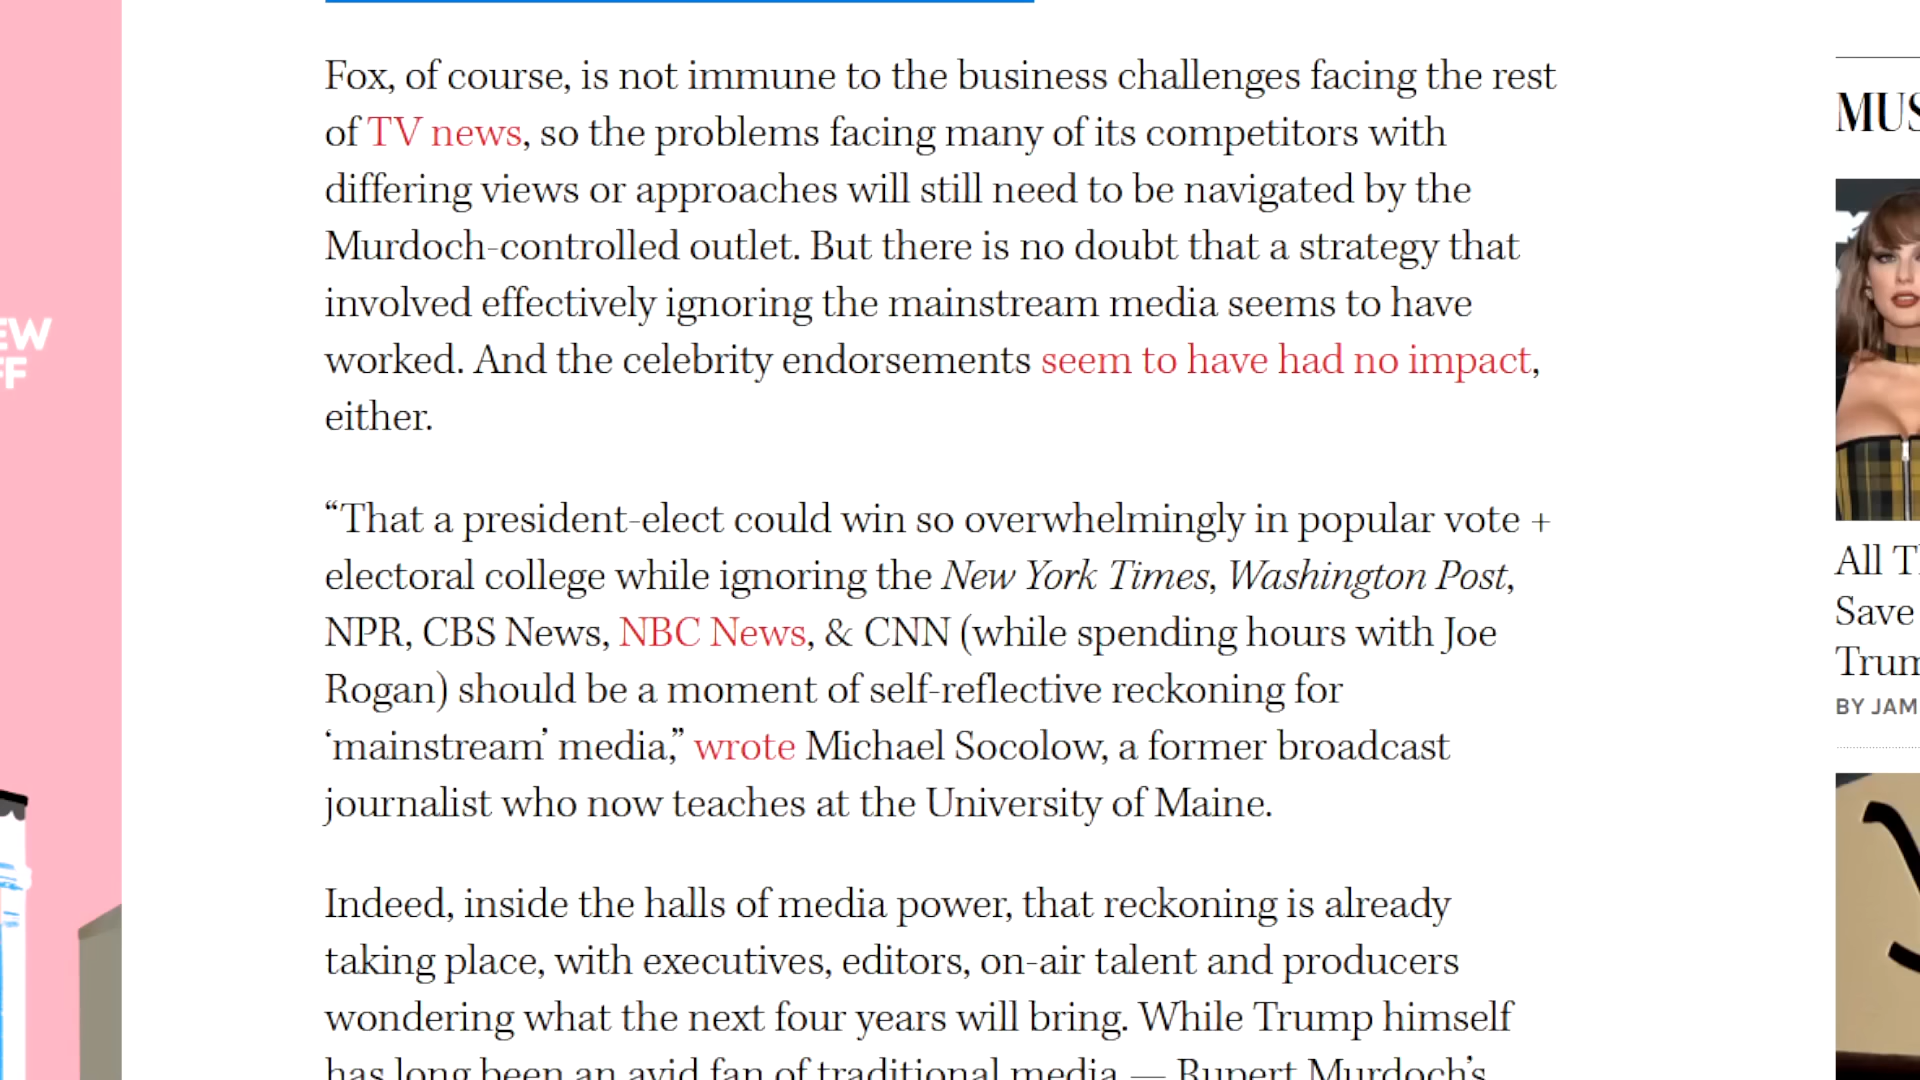 Fox, of course, is not immune to the business challenges facing the rest
of TV news, so the problems facing many of its competitors with
differing views or approaches will still need to be navigated by the
Murdoch-controlled outlet. But there is no doubt that a strategy that
involved effectively ignoring the mainstream media seems to have
worked. And the celebrity endorsements seem to have had no impact,
either.
“That a president-elect could win so overwhelmingly in popular vote +
electoral college while ignoring the New York Times, Washington Post,
NPR, CBS News, NBC News, & CNN (while spending hours with Joe
Rogan) should be a moment of self-reflective reckoning for
‘mainstream’ media,” wrote Michael Socolow, a former broadcast
journalist who now teaches at the University of Maine.
Indeed, inside the halls of media power, that reckoning is already
taking place, with executives, editors, on-air talent and producers
wondering what the next four years will bring. While Trump himself
has long been an avid fan of traditional media — Rupert Murdoch’s
EW
FF
MUS
All Th
Save
Trum
BY JAM